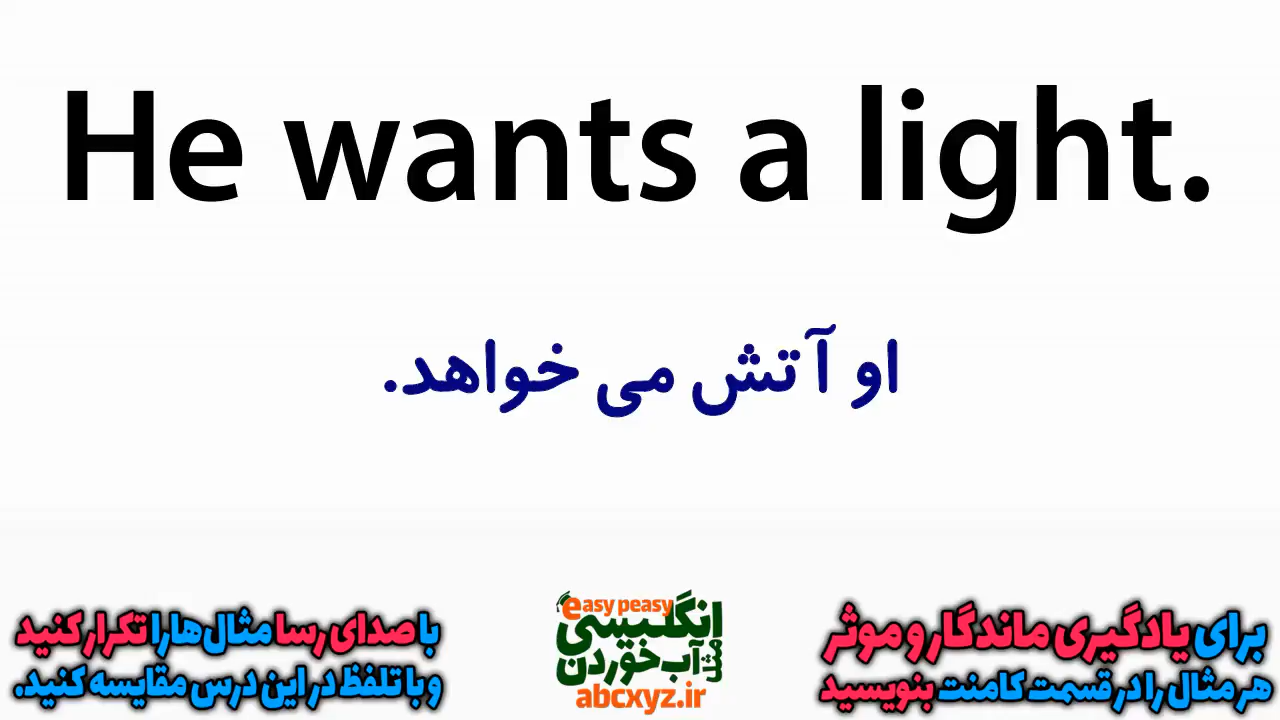 He wants a light.
او آتش می خواهد.
با صدای رسا مثال‌ها را تکرار کنید
و با تلفظ در این درس مقایسه کنید.
easy peasy
انگلیسی
مثل آب خوردن
abcxyz.ir
برای یادگیری ماندگار و موثر
هر مثال را در قسمت کامنت بنویسید